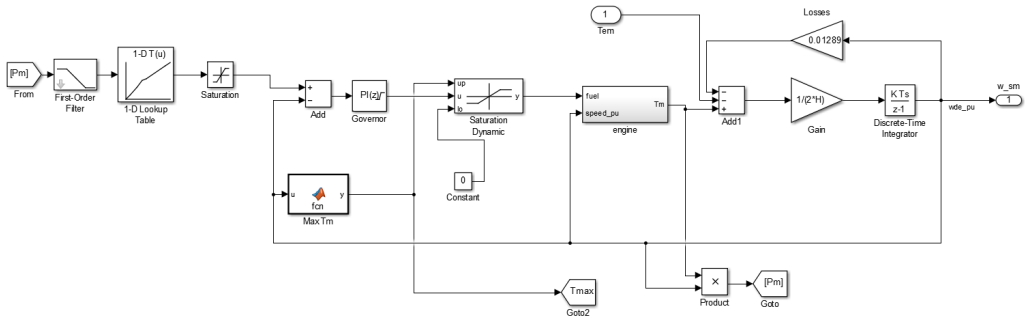 Losses
1
Tem
0.01289
[Pm]
From
First-Order
Filter
1-D T(u)
1-D Lookup
Table
Saturation
+
−
Add
PI(z)
Governor
up
u
lo
y
Saturation
Dynamic
fuel
speed_pu
Tm
engine
−
−
+
Add1
1/(2*H)
Gain
K Ts
z-1
Discrete-Time
Integrator
wde_pu
w_sm
1
0
Constant
u
y
fcn
Max Tm
Tmax
Goto2
×
Product
[Pm]
Goto